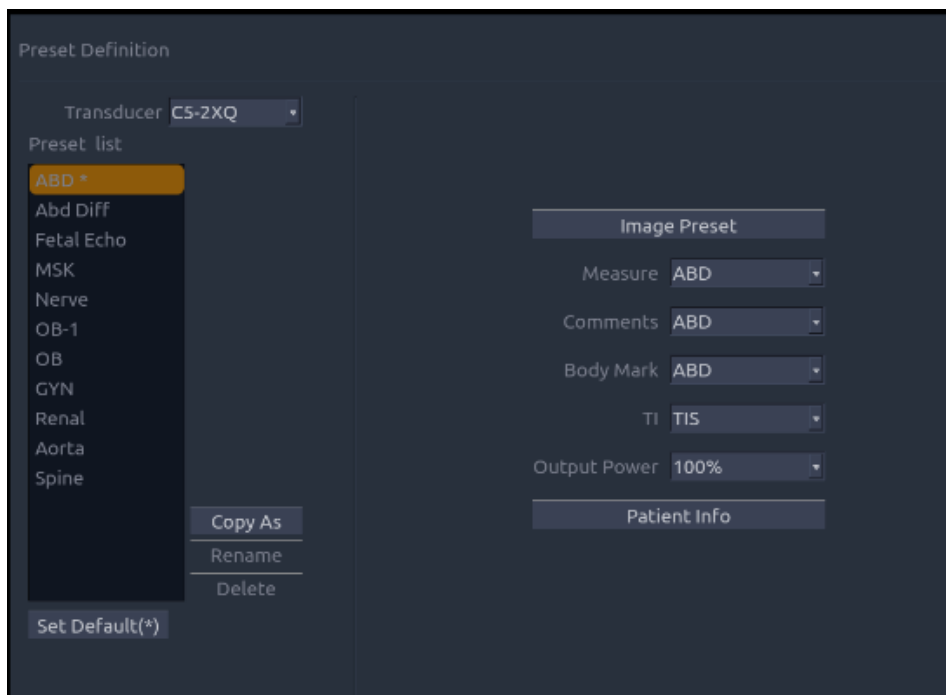 Preset Definition
Transducer C5-2XQ
Preset list
ABD *
Abd Diff
Fetal Echo
MSK
Nerve
OB-1
OB
GYN
Renal
Aorta
Spine
Copy As
Rename
Delete
Set Default(*)
Image Preset
Measure ABD
Comments ABD
Body Mark ABD
TI TIS
Output Power 100%
Patient Info